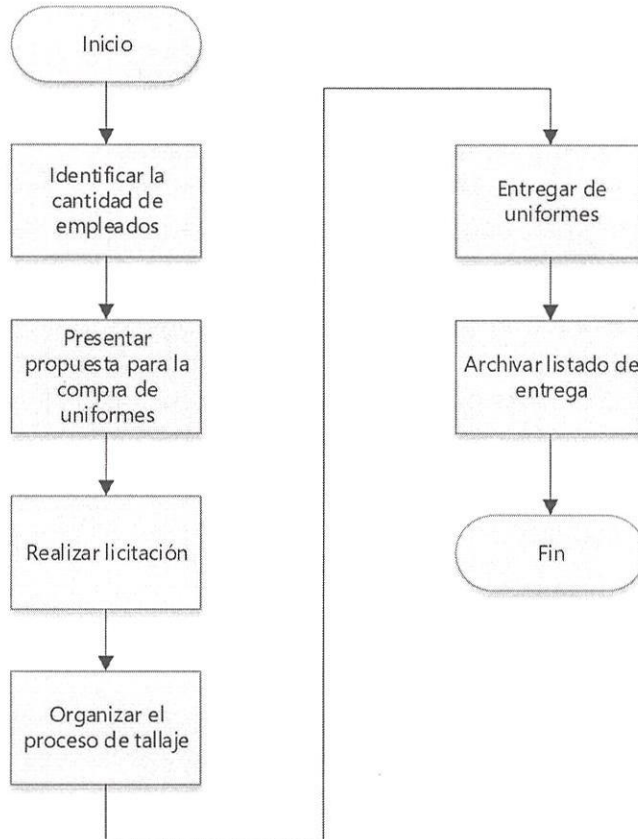 Inicio
Identificar la
cantidad de
empleados
Presentar
propuesta para la
compra de
uniformes
Realizar licitación
Organizar el
proceso de tallaje
Entregar de
uniformes
Archivar listado de
entrega
Fin